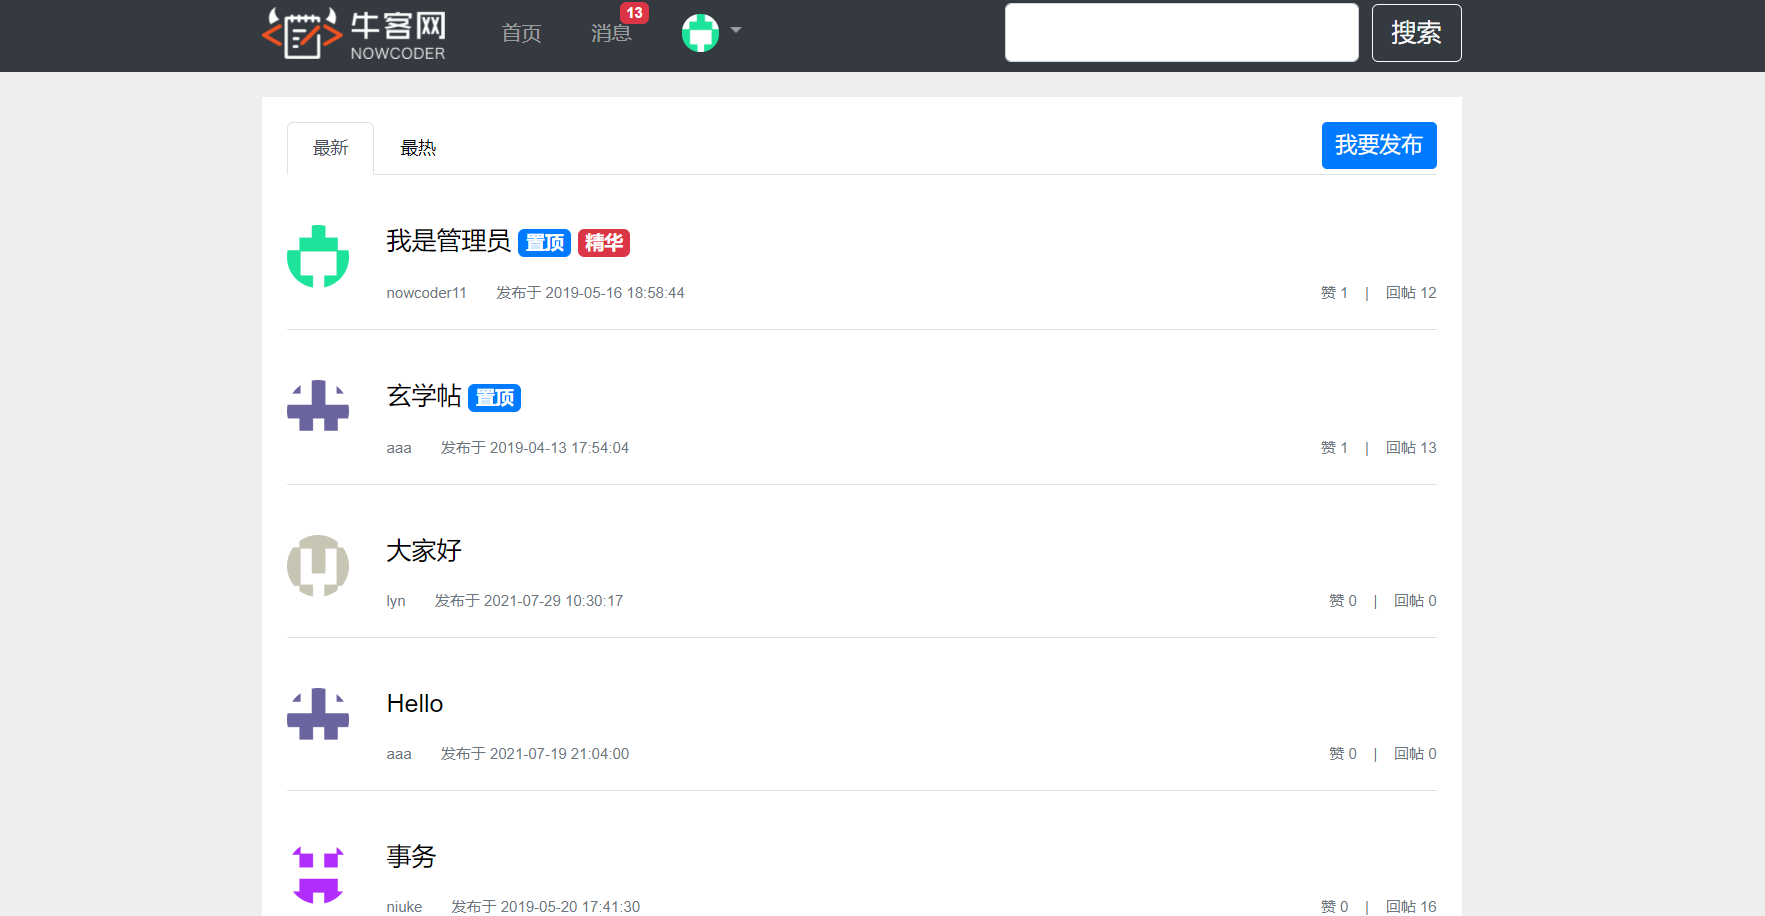 牛客网
NOWCODER
首页
消息 13
搜索
最新
最热
我要发布
我是管理员 置顶 精华
nowcoder11 发布于 2019-05-16 18:58:44 赞 1 | 回帖 12
玄学帖 置顶
aaa 发布于 2019-04-13 17:54:04 赞 1 | 回帖 13
大家好
lyn 发布于 2021-07-29 10:30:17 赞 0 | 回帖 0
Hello
aaa 发布于 2021-07-19 21:04:00 赞 0 | 回帖 0
事务
niuke 发布于 2019-05-20 17:41:30 赞 0 | 回帖 16